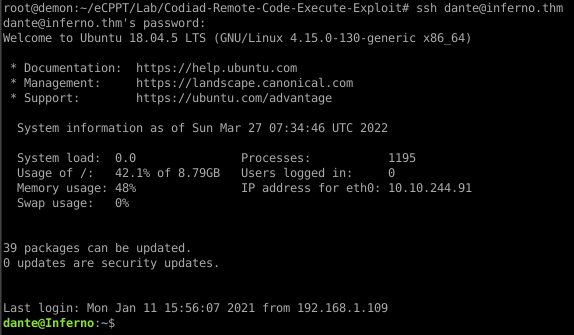 root@demon:~/eCPPT/Lab/Codiad-Remote-Code-Execute-Exploit# ssh dante@inferno.thm
dante@inferno.thm's password:
Welcome to Ubuntu 18.04.5 LTS (GNU/Linux 4.15.0-130-generic x86_64)
* Documentation:  https://help.ubuntu.com
* Management:     https://landscape.canonical.com
* Support:        https://ubuntu.com/advantage
System information as of Sun Mar 27 07:34:46 UTC 2022
System load:  0.0                Processes:           1195
Usage of /:   42.1% of 8.79GB   Users logged in:     0
Memory usage: 48%                IP address for eth0: 10.10.244.91
Swap usage:   0%
39 packages can be updated.
0 updates are security updates.
Last login: Mon Jan 11 15:56:07 2021 from 192.168.1.109
dante@Inferno:~$